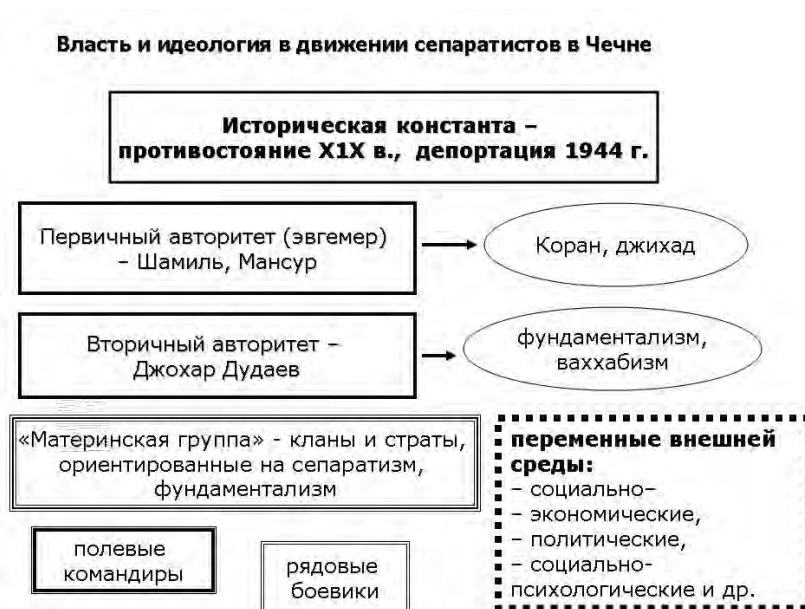 Власть и идеология в движении сепаратистов в Чечне
Историческая константа –
противостояние X1X в., депортация 1944 г.
Первичный авторитет (эвгемер)
– Шамиль, Мансур
Коран, джихад
Вторичный авторитет –
Джохар Дудаев
фундаментализм,
ваххабизм
«Материнская группа» - кланы и страты,
ориентированные на сепаратизм,
фундаментализм
переменные внешней
среды:
– социально–
– экономические,
– политические,
– социально-
психологические и др.
полевые
командиры
рядовые
боевики